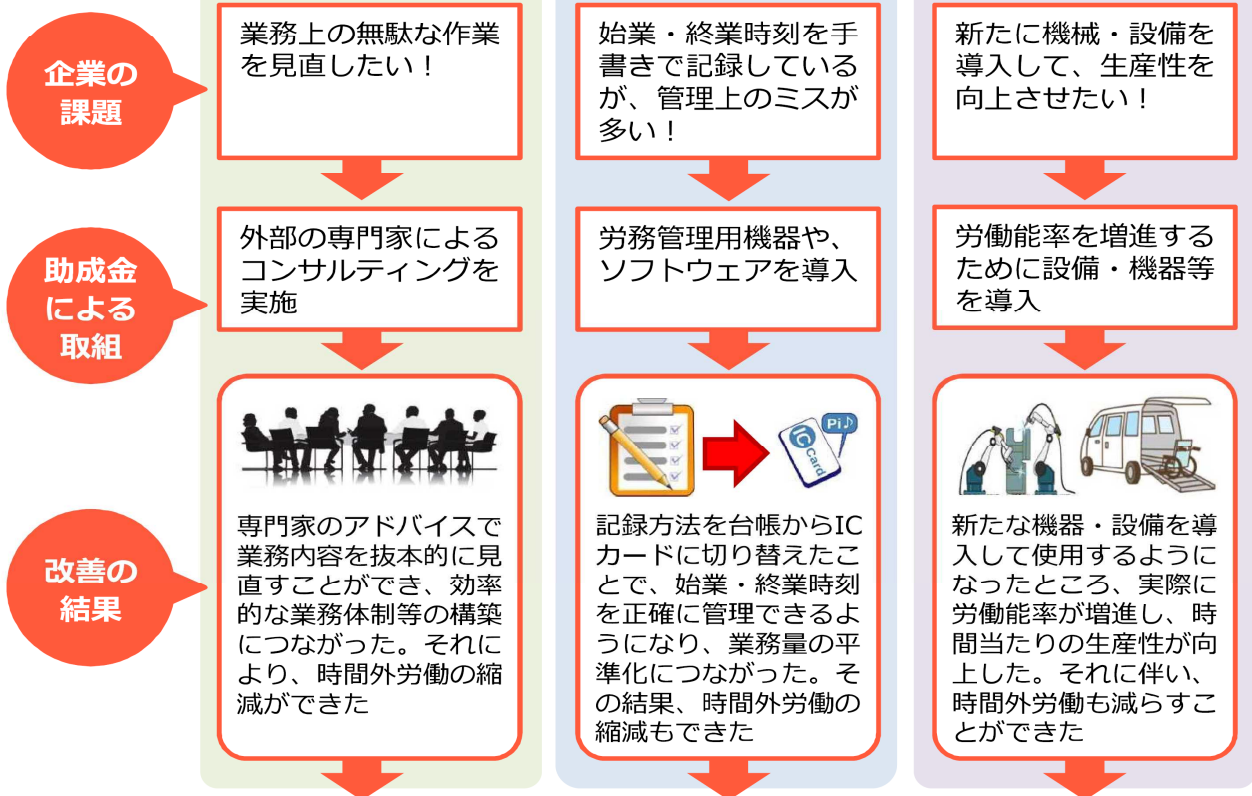 企業の
課題
業務上の無駄な作業
を見直したい！
始業・終業時刻を手
書きで記録している
が、管理上のミスが
多い！
新たに機械・設備を
導入して、生産性を
向上させたい！
助成金
による
取組
外部の専門家による
コンサルティングを
実施
労務管理用機器や、
ソフトウェアを導入
労働能率を増進する
ために設備・機器等
を導入
改善の
結果
専門家のアドバイスで
業務内容を抜本的に見
直すことができ、効率
的な業務体制等の構築
につながった。それに
より、時間外労働の縮
減ができた
IC
Card
Pi♪
記録方法を台帳からIC
カードに切り替えたこ
とで、始業・終業時刻
を正確に管理できるよ
うになり、業務量の平
準化につながった。そ
の結果、時間外労働の
縮減もできた
新たな機器・設備を導
入して使用するように
なったところ、実際に
労働能率が増進し、時
間当たりの生産性が向
上した。それに伴い、
時間外労働も減らすこ
とができた